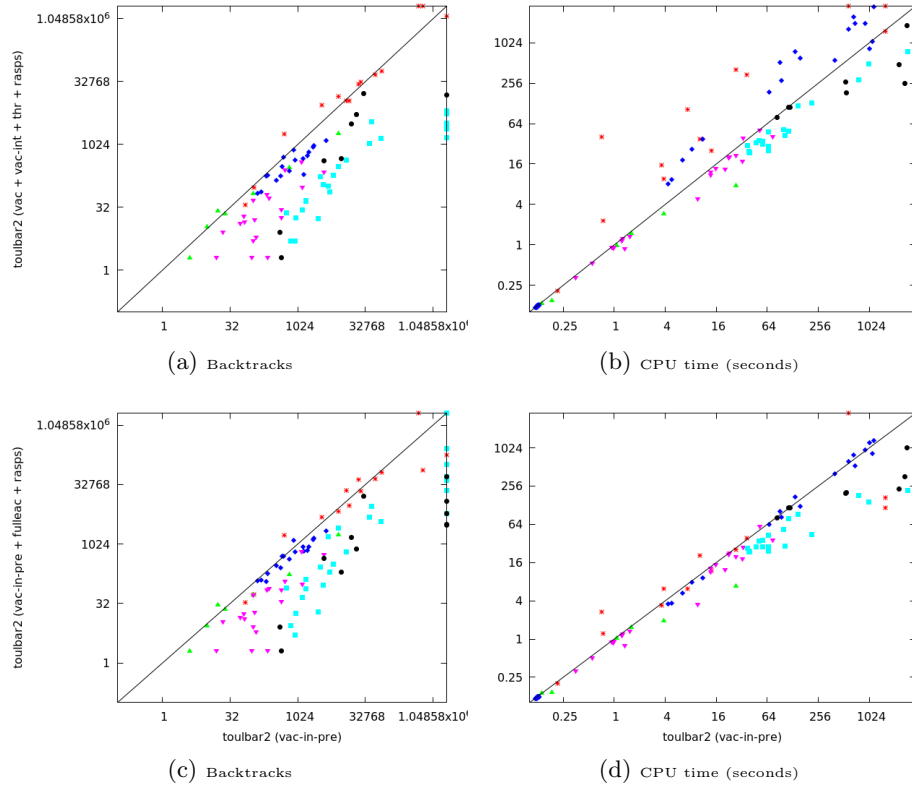 toulbar2 (vac + vac-int + thr + rasps)
1.04858x10⁶
32768
1024
32
1
1 32 1024 32768 1.04858x10⁶
(a) Backtracks
1024
256
64
16
4
1
0.25
0.25 1 4 16 64 256 1024
(b) CPU time (seconds)
toulbar2 (vac-in-pre + fulleac + rasps)
1.04858x10⁶
32768
1024
32
1
1 32 1024 32768 1.04858x10⁶
toulbar2 (vac-in-pre)
(c) Backtracks
1024
256
64
16
4
1
0.25
0.25 1 4 16 64 256 1024
toulbar2 (vac-in-pre)
(d) CPU time (seconds)